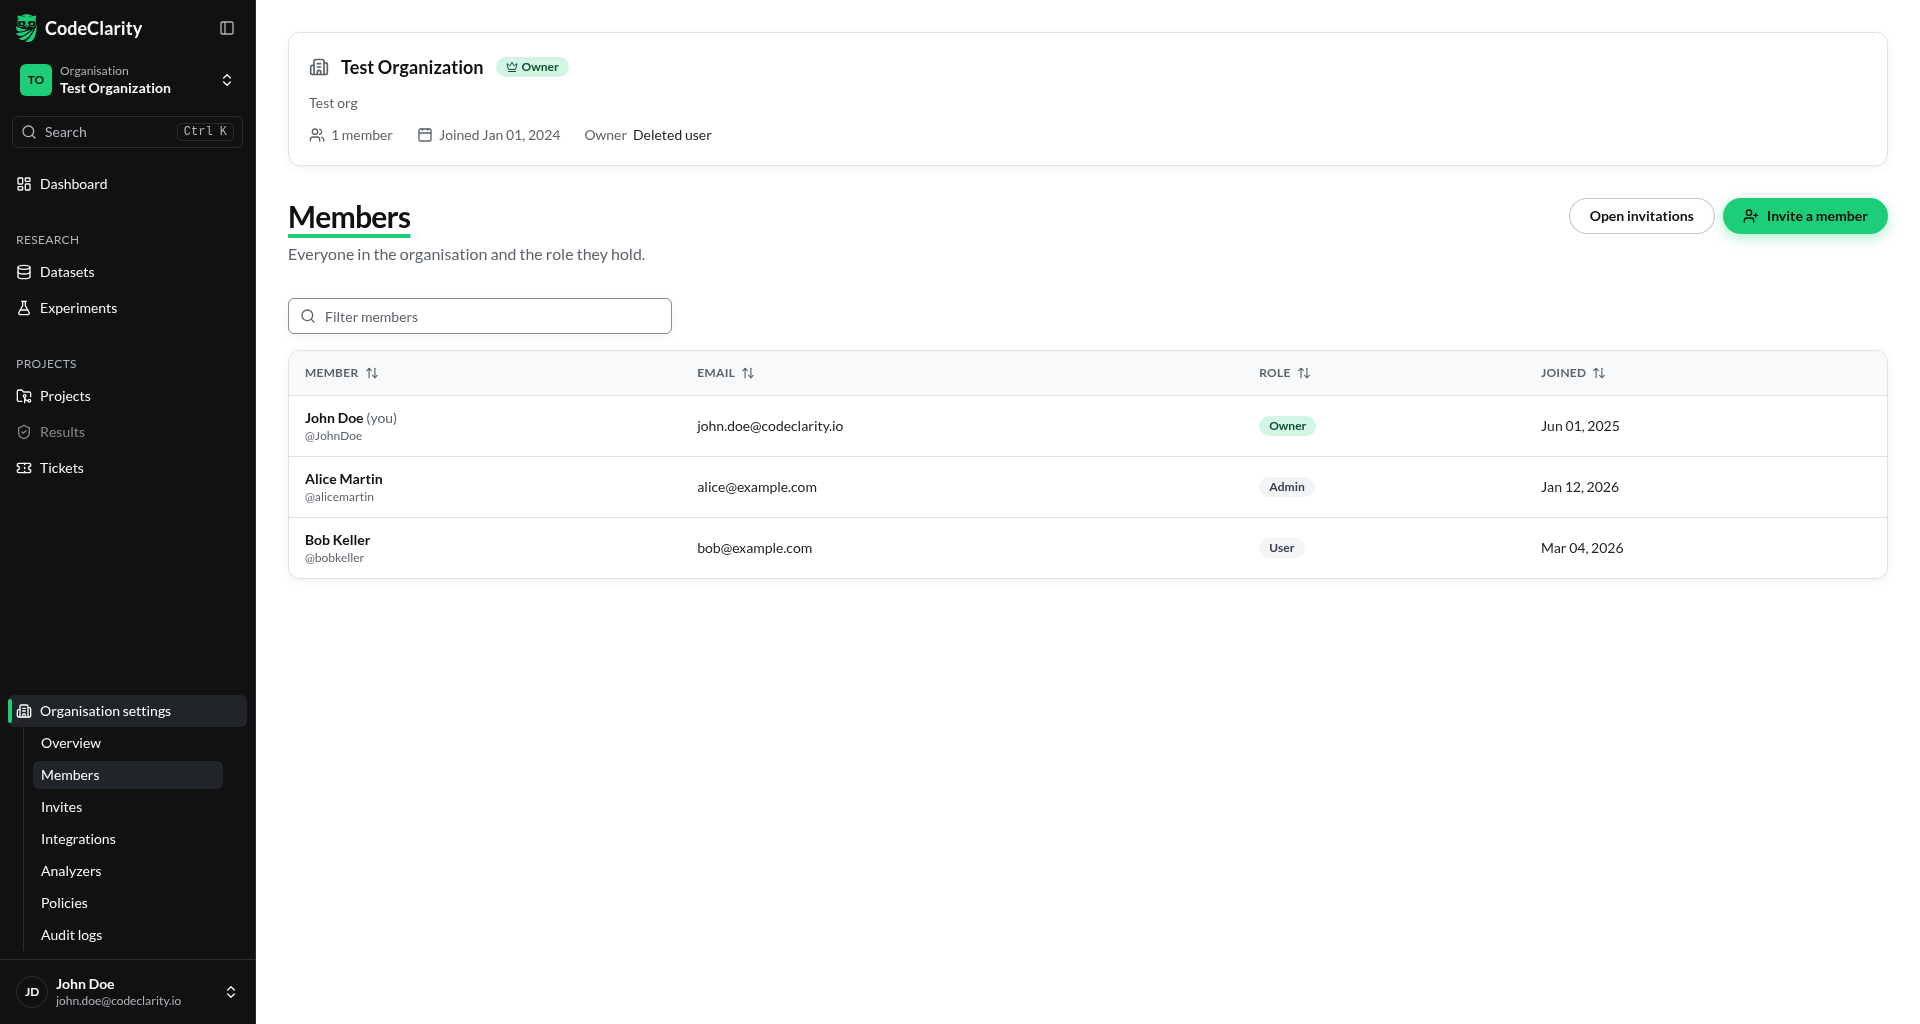 CodeClarity
TO
Organisation
Test Organization
Search
Ctrl K
Dashboard
RESEARCH
Datasets
Experiments
PROJECTS
Projects
Results
Tickets
Organisation settings
Overview
Members
Invites
Integrations
Analyzers
Policies
Audit logs
JD
John Doe
john.doe@codeclarity.io
Test Organization
Owner
Test org
1 member
Joined Jan 01, 2024
Owner Deleted user
Members
Everyone in the organisation and the role they hold.
Open invitations
Invite a member
Filter members
MEMBER EMAIL ROLE JOINED
John Doe (you)
@JohnDoe
john.doe@codeclarity.io
Owner
Jun 01, 2025
Alice Martin
@alicemartin
alice@example.com
Admin
Jan 12, 2026
Bob Keller
@bobkeller
bob@example.com
User
Mar 04, 2026